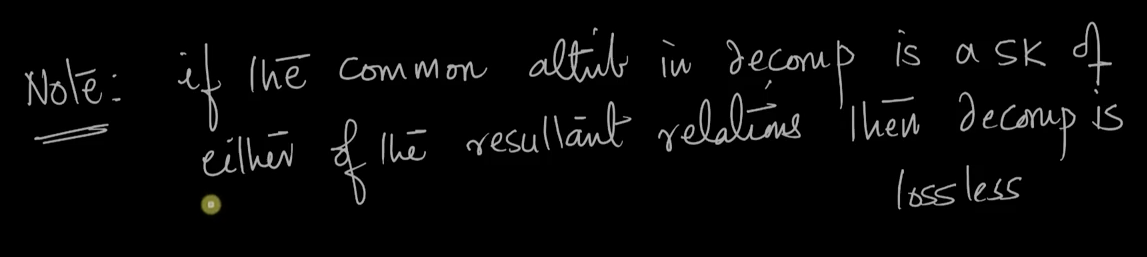 Note: if the common attrib in decomp is a SK of
either of the resultant relations then decomp is
lossless